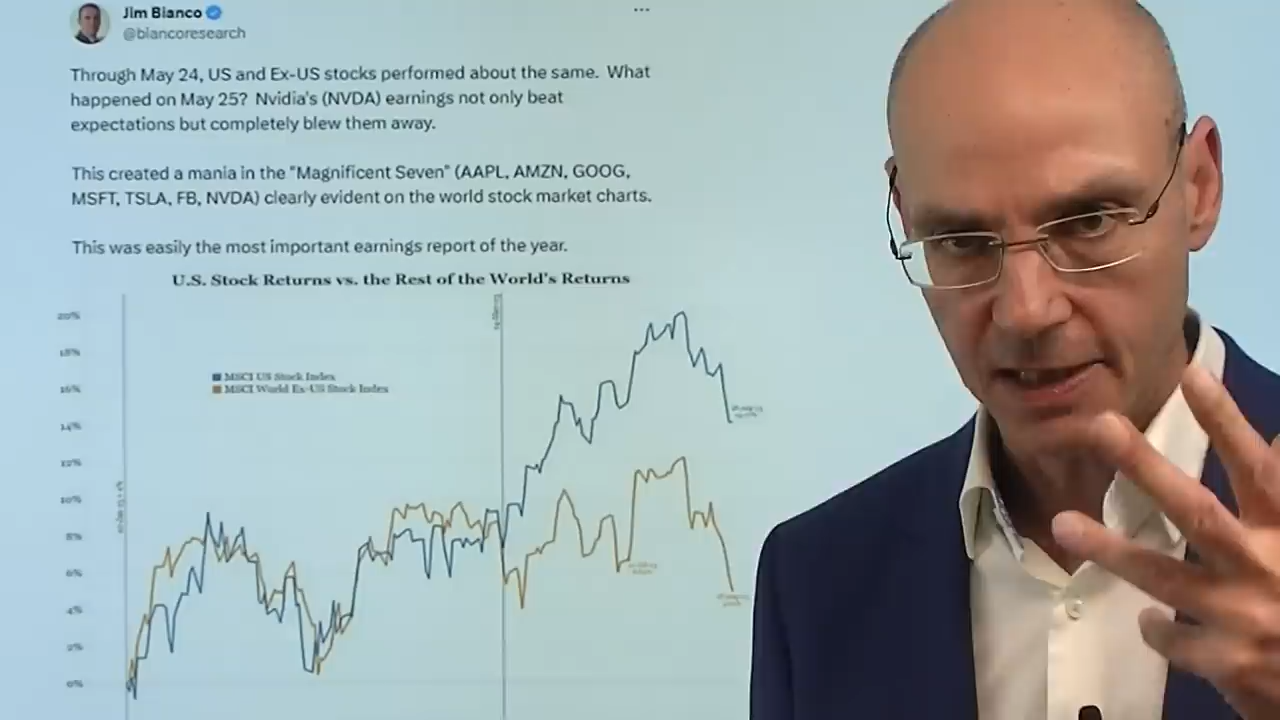 Jim Bianco
@biancoresearch
Through May 24, US and Ex-US stocks performed about the same. What
happened on May 25? Nvidia's (NVDA) earnings not only beat
expectations but completely blew them away.
This created a mania in the "Magnificent Seven" (AAPL, AMZN, GOOG,
MSFT, TSLA, FB, NVDA) clearly evident on the world stock market charts.
This was easily the most important earnings report of the year.
U.S. Stock Returns vs. the Rest of the World's Returns
20%
18%
MSCI US Stock Index
16%
MSCI World Ex-US Stock Index
14%
12%
10%
8%
6%
4%
2%
0%